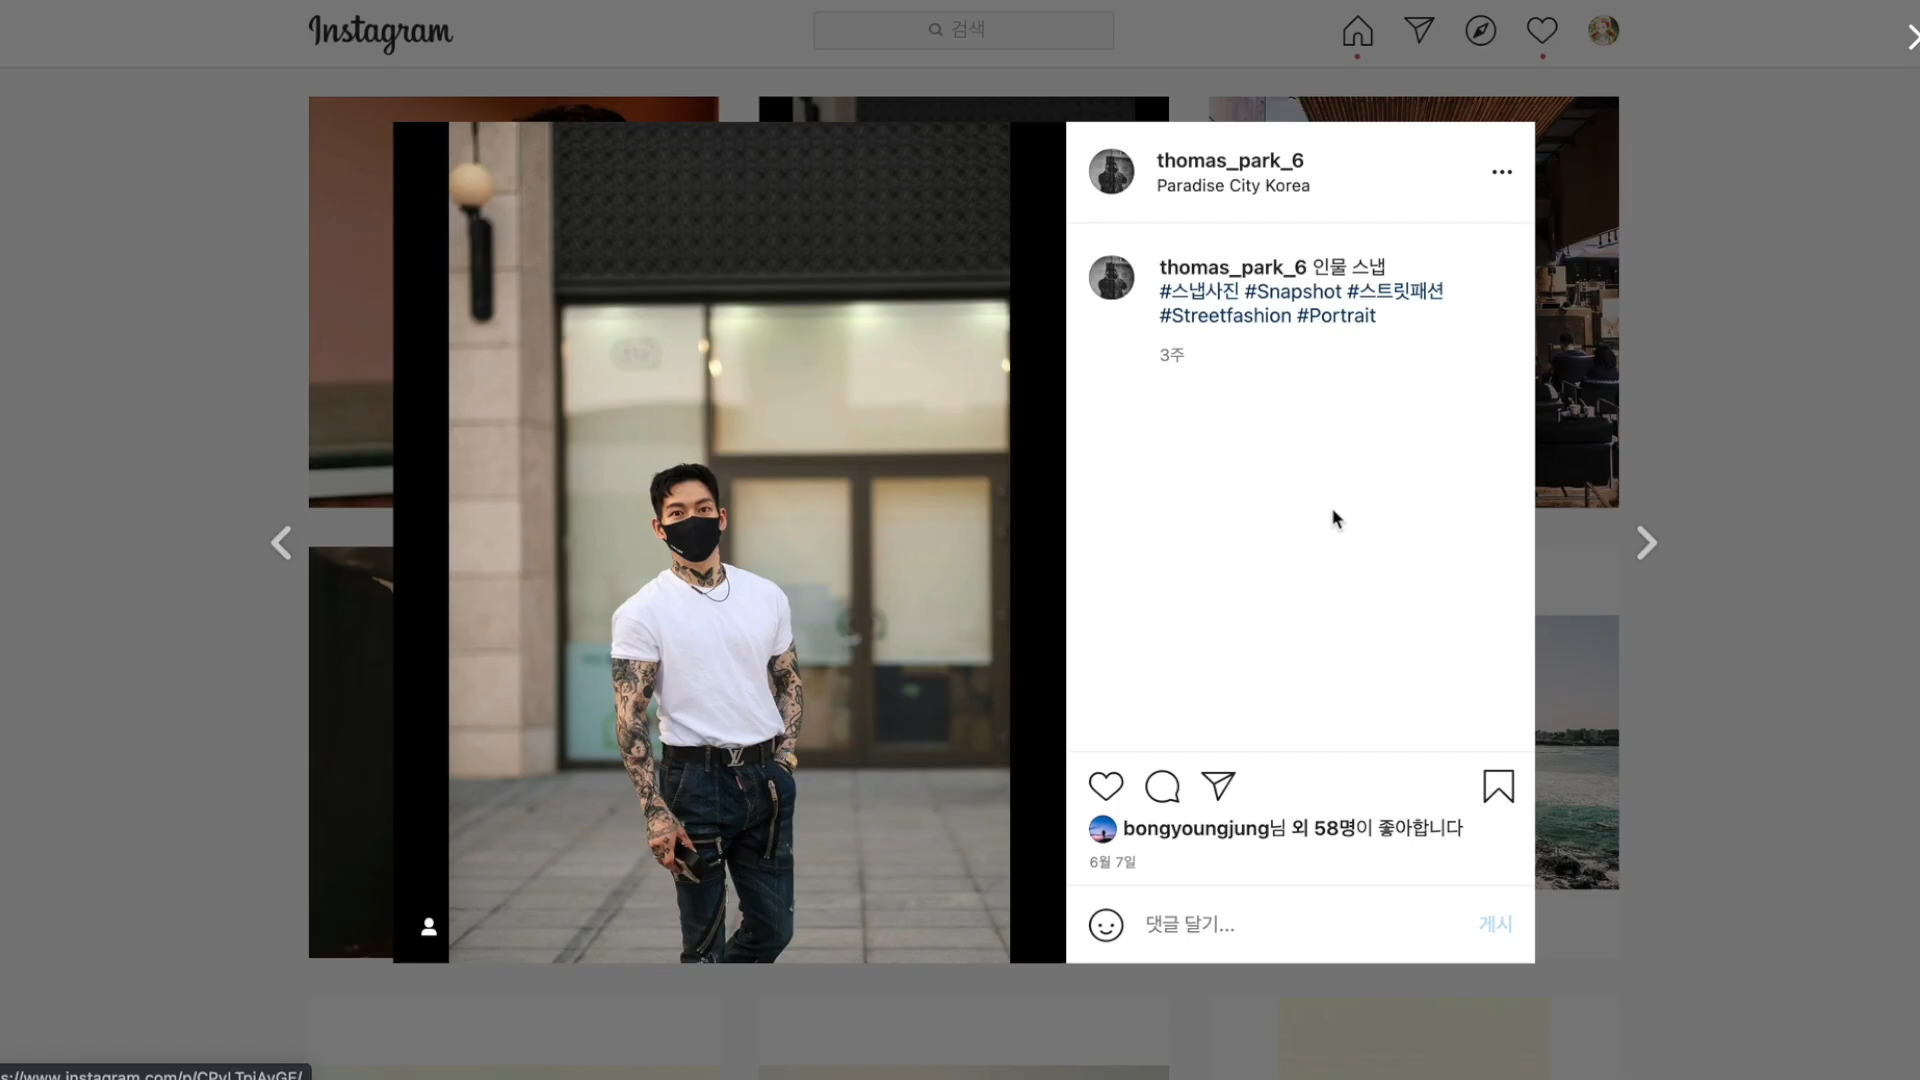 Instagram
검색
thomas_park_6
Paradise City Korea
thomas_park_6 인물 스냅
#스냅사진 #Snapshot #스트릿패션
#Streetfashion #Portrait
3주
bongyoungjung님 외 58명이 좋아합니다
6월 7일
댓글 달기...
게시